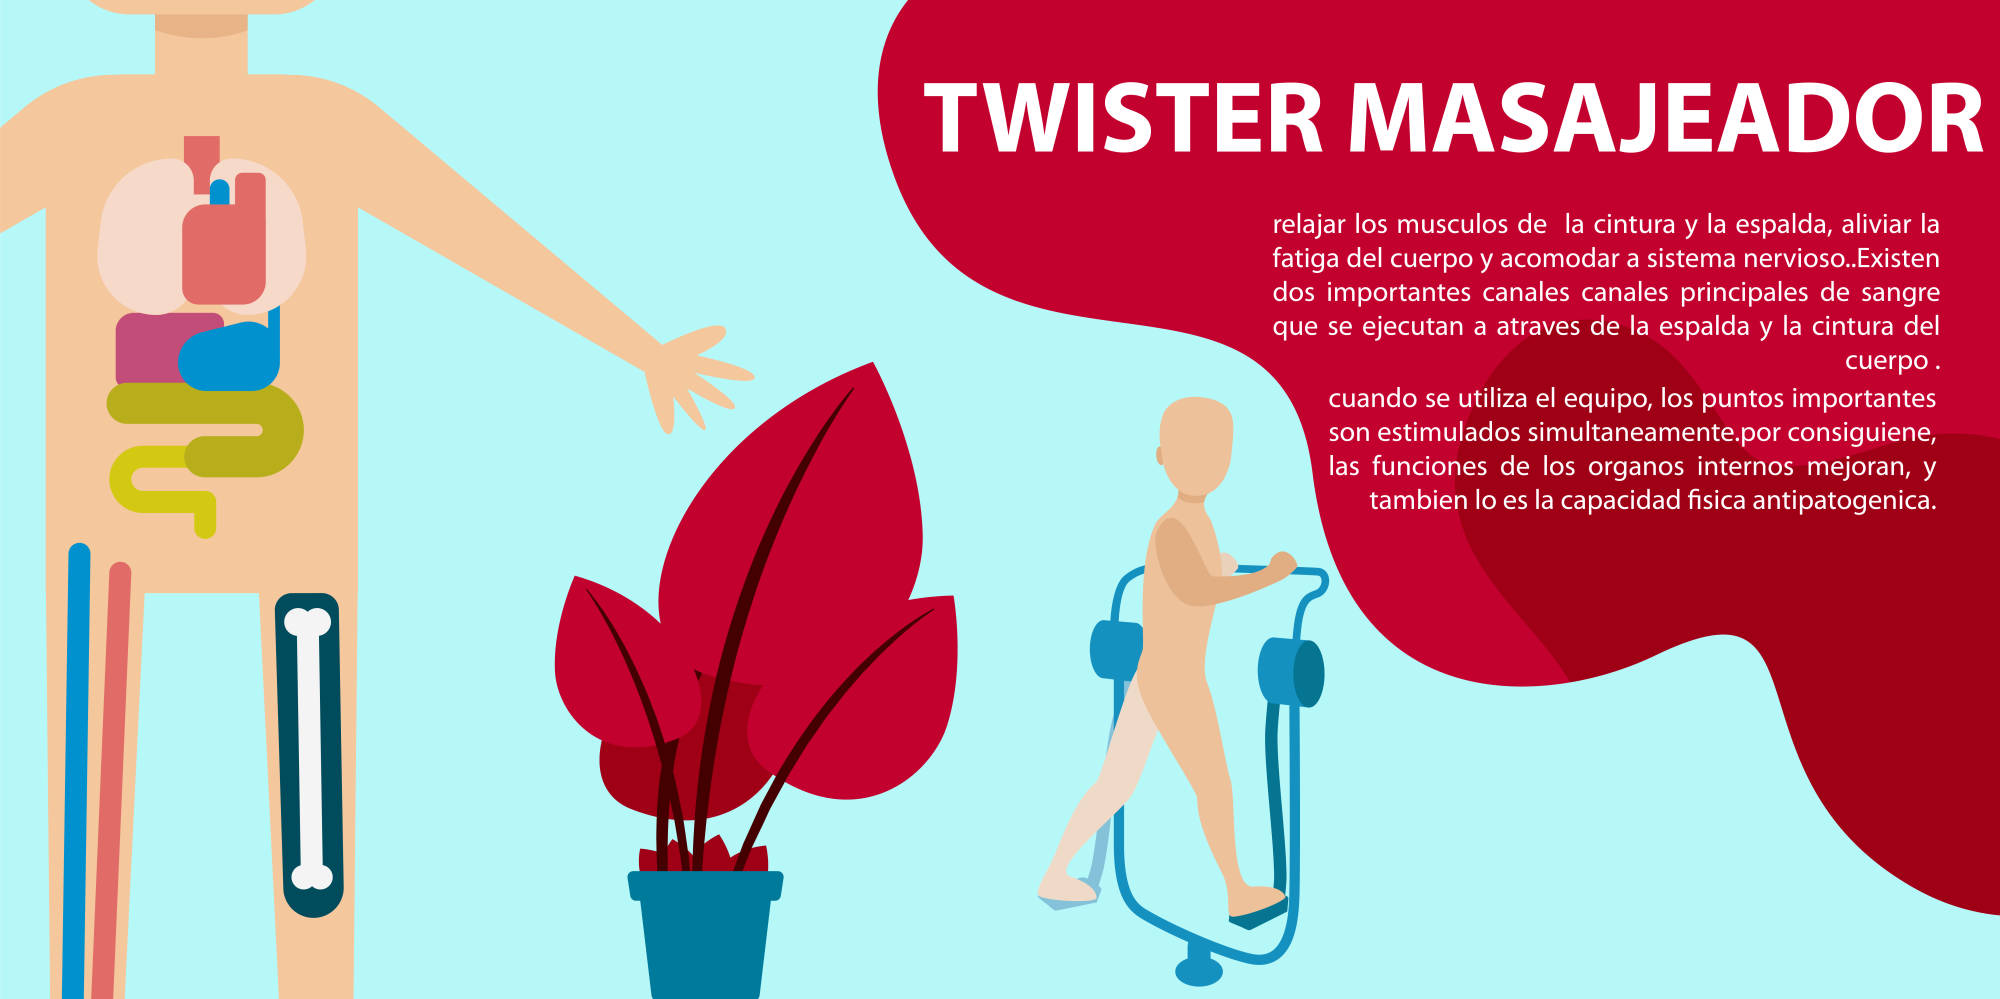 TWISTER MASAJEADOR
relajar los musculos de la cintura y la espalda, aliviar la
fatiga del cuerpo y acomodar a sistema nervioso..Existen
dos importantes canales canales principales de sangre
que se ejecutan a atraves de la espalda y la cintura del
cuerpo .
cuando se utiliza el equipo, los puntos importantes
son estimulados simultaneamente.por consiguiene,
las funciones de los organos internos mejoran, y
tambien lo es la capacidad fisica antipatogenica.